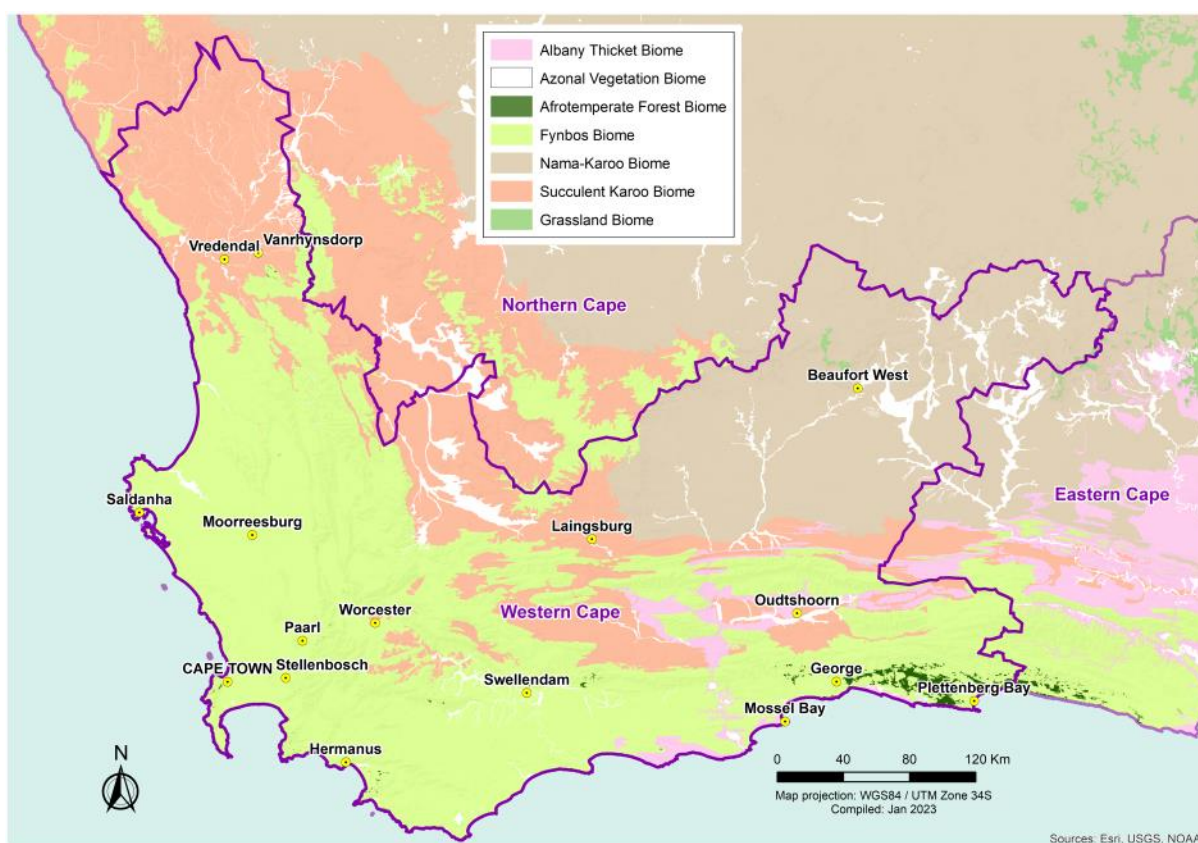 Albany Thicket Biome
Azonal Vegetation Biome
Afrotemperate Forest Biome
Fynbos Biome
Nama-Karoo Biome
Succulent Karoo Biome
Grassland Biome
Vanrhynsdorp
Vredendal
Northern Cape
Beaufort West
Saldanha
Moorreesburg
Laingsburg
Eastern Cape
Western Cape
Oudtshoorn
Worcester
Paarl
CAPE TOWN
Stellenbosch
Swellendam
George
Plettenberg Bay
Mossel Bay
Hermanus
N
0 40 80 120 Km
Map projection: WGS84 / UTM Zone 34S
Compiled: Jan 2023
Sources: Esri, USGS, NOAA